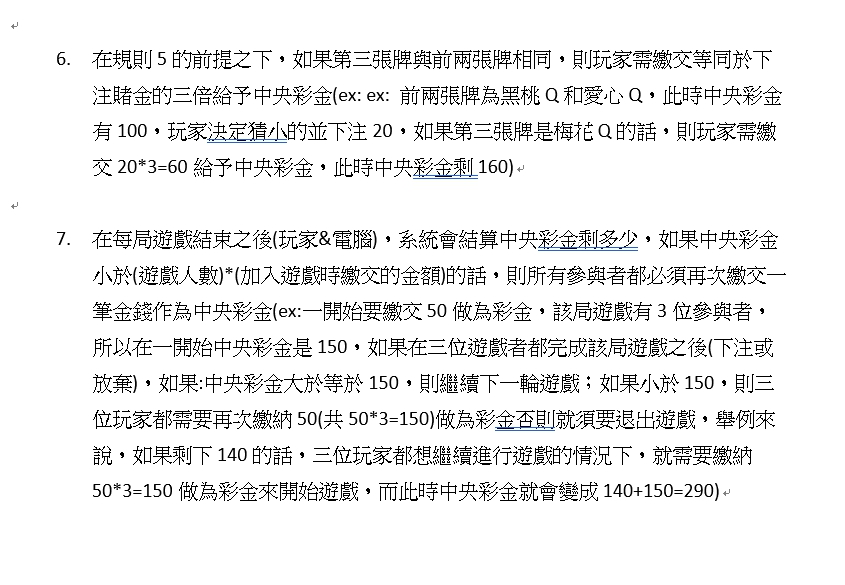 6. 在規則 5 的前提之下，如果第三張牌與前兩張牌相同，則玩家需繳交等同於下
注賭金的三倍給予中央彩金(ex: ex: 前兩張牌為黑桃 Q 和愛心 Q，此時中央彩金
有 100，玩家決定猜小的並下注 20，如果第三張牌是梅花 Q 的話，則玩家需繳
交 20*3=60 給予中央彩金，此時中央彩金剩 160)
7. 在每局遊戲結束之後(玩家&電腦)，系統會結算中央彩金剩多少，如果中央彩金
小於(遊戲人數)*(加入遊戲時繳交的金額)的話，則所有參與者都必須再次繳交一
筆金錢作為中央彩金(ex:一開始要繳交 50 做為彩金，該局遊戲有 3 位參與者，
所以在一開始中央彩金是 150，如果在三位遊戲者都完成該局遊戲之後(下注或
放棄)，如果:中央彩金大於等於 150，則繼續下一輪遊戲；如果小於 150，則三
位玩家都需要再次繳納 50(共 50*3=150)做為彩金否則就須要退出遊戲，舉例來
說，如果剩下 140 的話，三位玩家都想繼續進行遊戲的情況下，就需要繳納
50*3=150 做為彩金來開始遊戲，而此時中央彩金就會變成 140+150=290)